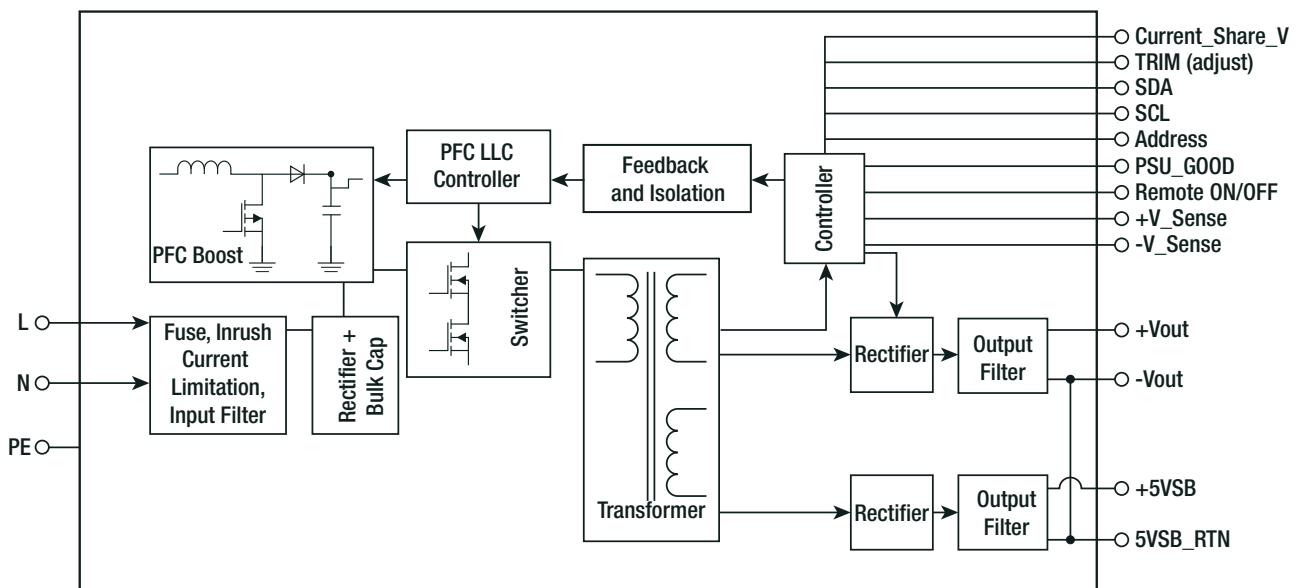 Current_Share_V
TRIM (adjust)
SDA
SCL
Address
PSU_GOOD
Remote ON/OFF
+V_Sense
-V_Sense
PFC LLC
Controller
Feedback
and Isolation
Controller
PFC Boost
Switcher
L
N
PE
Fuse, Inrush
Current
Limitation,
Input Filter
Rectifier +
Bulk Cap
Transformer
Rectifier
Output
Filter
+Vout
-Vout
Rectifier
Output
Filter
+5VSB
5VSB_RTN